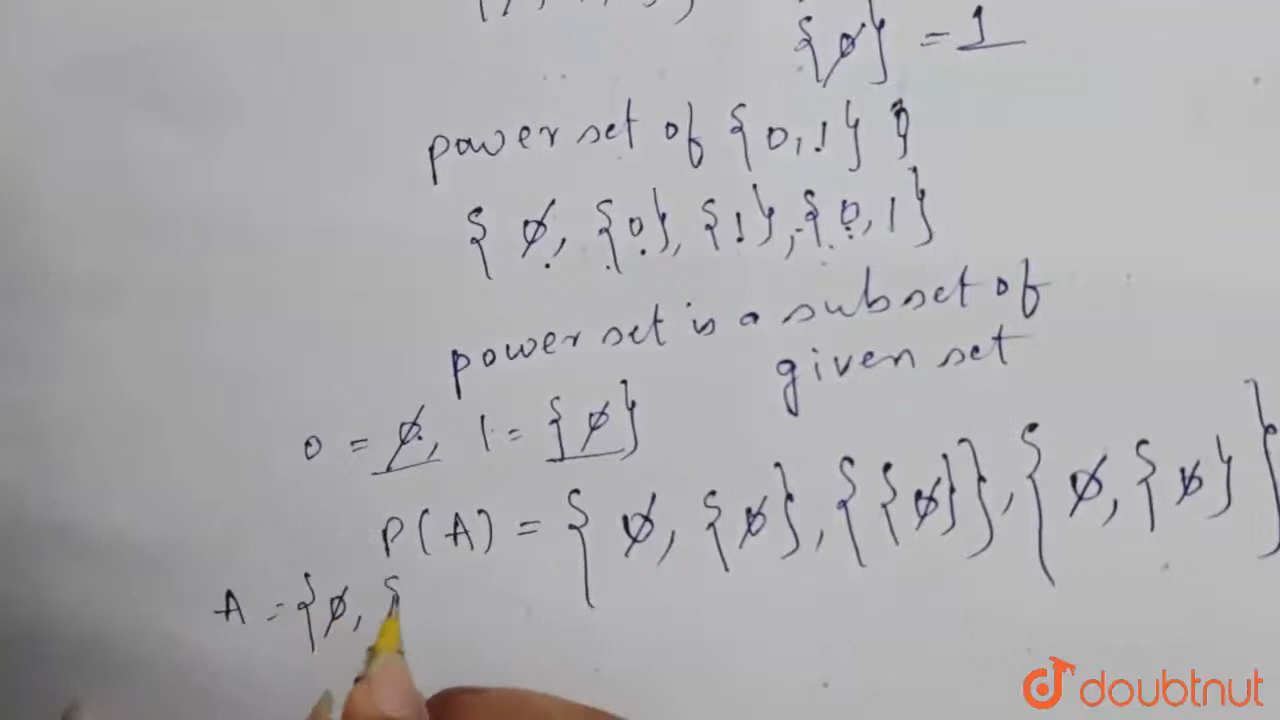 {ø} = 1
power set of {0,1} }
{ ø, {0}, {1}, {0,1}
power set is a subset of
given set
0 = ø, 1 = {ø}
P(A) = { ø, {ø}, {{ø}}, { ø, {ø} }
A = {ø, {
doubtnut